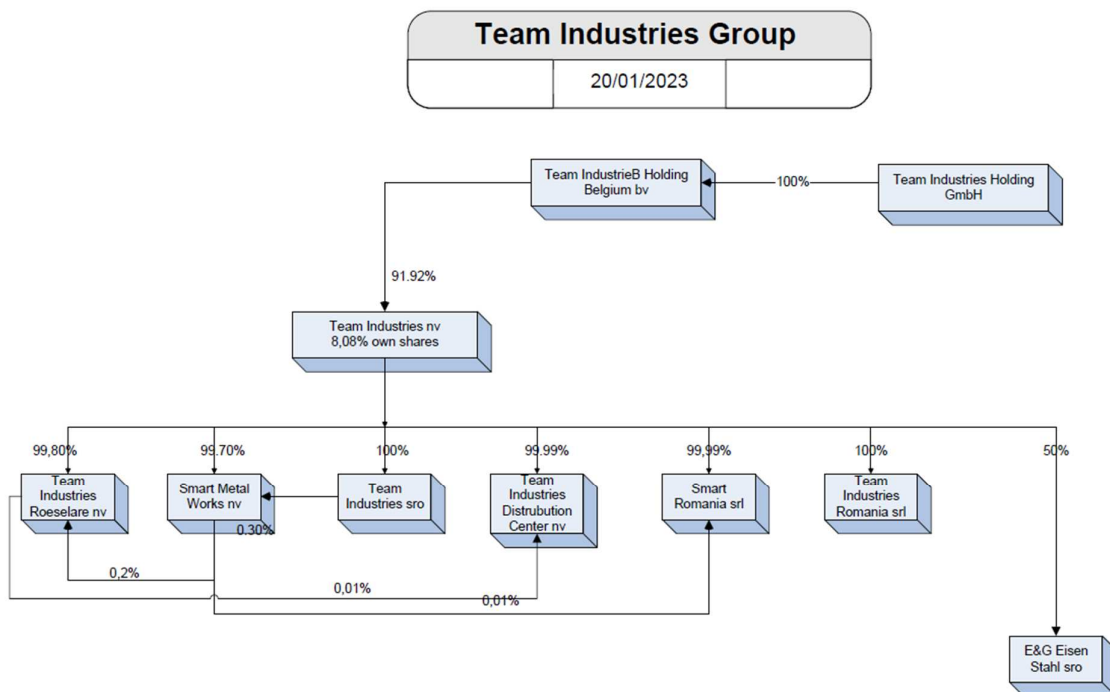 Team Industries Group
20/01/2023
Team IndustrieB Holding
Belgium bv
100%
Team Industries Holding
GmbH
91.92%
Team Industries nv
8,08% own shares
99,80%
99.70%
100%
99.99%
99,99%
100%
50%
Team
Industries
Roeselare nv
Smart Metal
Works nv
Team
Industries sro
Team
Industries
Distrubution
Center nv
Smart
Romania srl
Team
Industries
Romania srl
0.30%
0,2%
0,01%
0,01%
E&G Eisen
Stahl sro